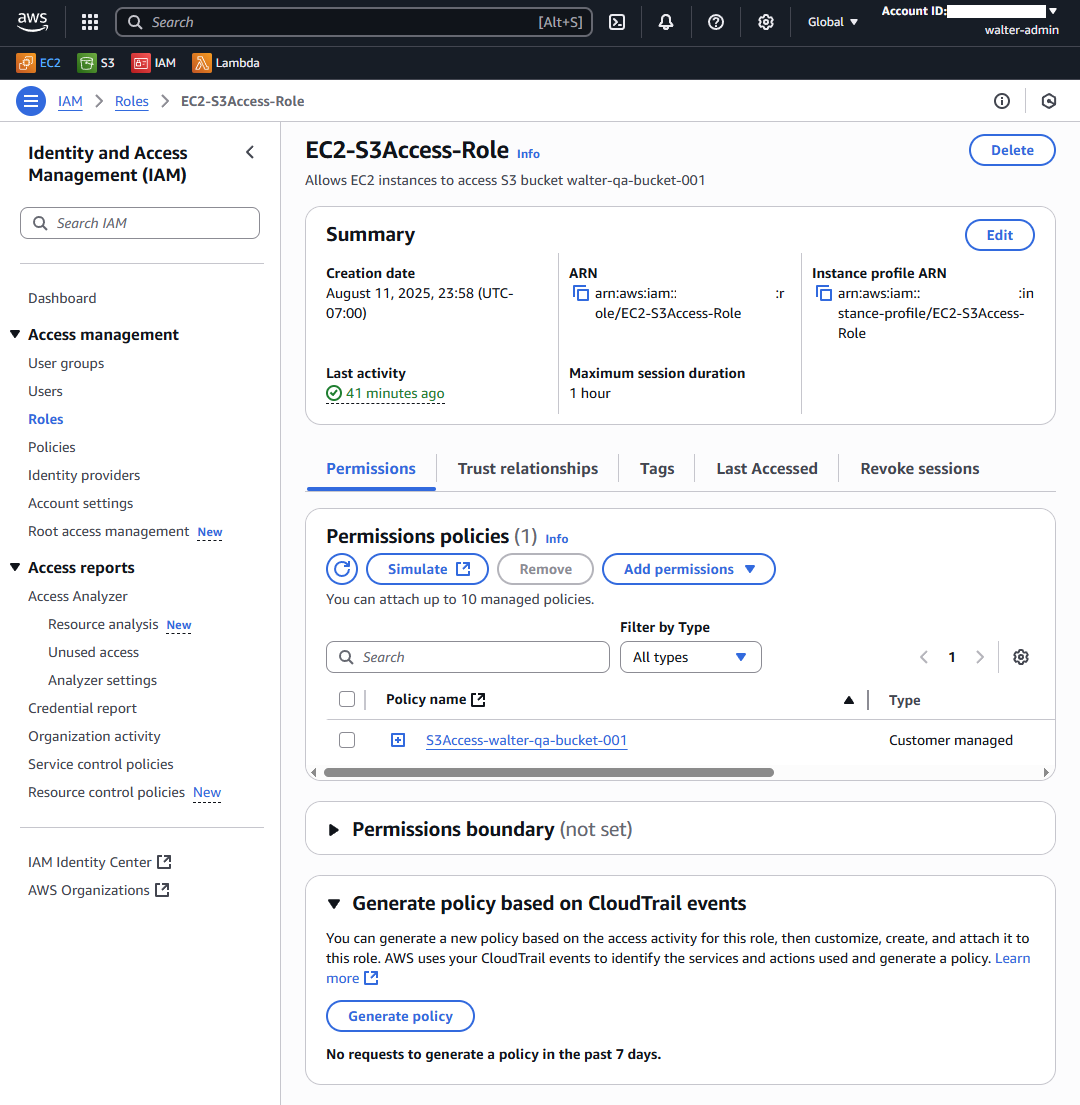 aws
Search [Alt+S]
Global
Account ID:
walter-admin
EC2 S3 IAM Lambda
IAM Roles EC2-S3Access-Role
Identity and Access
Management (IAM)
Search IAM
Dashboard
Access management
User groups
Users
Roles
Policies
Identity providers
Account settings
Root access management New
Access reports
Access Analyzer
Resource analysis New
Unused access
Analyzer settings
Credential report
Organization activity
Service control policies
Resource control policies New
IAM Identity Center
AWS Organizations
EC2-S3Access-Role Info
Delete
Allows EC2 instances to access S3 bucket walter-qa-bucket-001
Summary
Edit
Creation date
August 11, 2025, 23:58 (UTC-
07:00)
ARN
arn:aws:iam:: :r
ole/EC2-S3Access-Role
Instance profile ARN
arn:aws:iam:: :in
stance-profile/EC2-S3Access-
Role
Last activity
41 minutes ago
Maximum session duration
1 hour
Permissions Trust relationships Tags Last Accessed Revoke sessions
Permissions policies (1) Info
Simulate Remove Add permissions
You can attach up to 10 managed policies.
Filter by Type
Search All types 1
Policy name Type
S3Access-walter-qa-bucket-001 Customer managed
Permissions boundary (not set)
Generate policy based on CloudTrail events
You can generate a new policy based on the access activity for this role, then customize, create, and attach it to
this role. AWS uses your CloudTrail events to identify the services and actions used and generate a policy. Learn
more
Generate policy
No requests to generate a policy in the past 7 days.